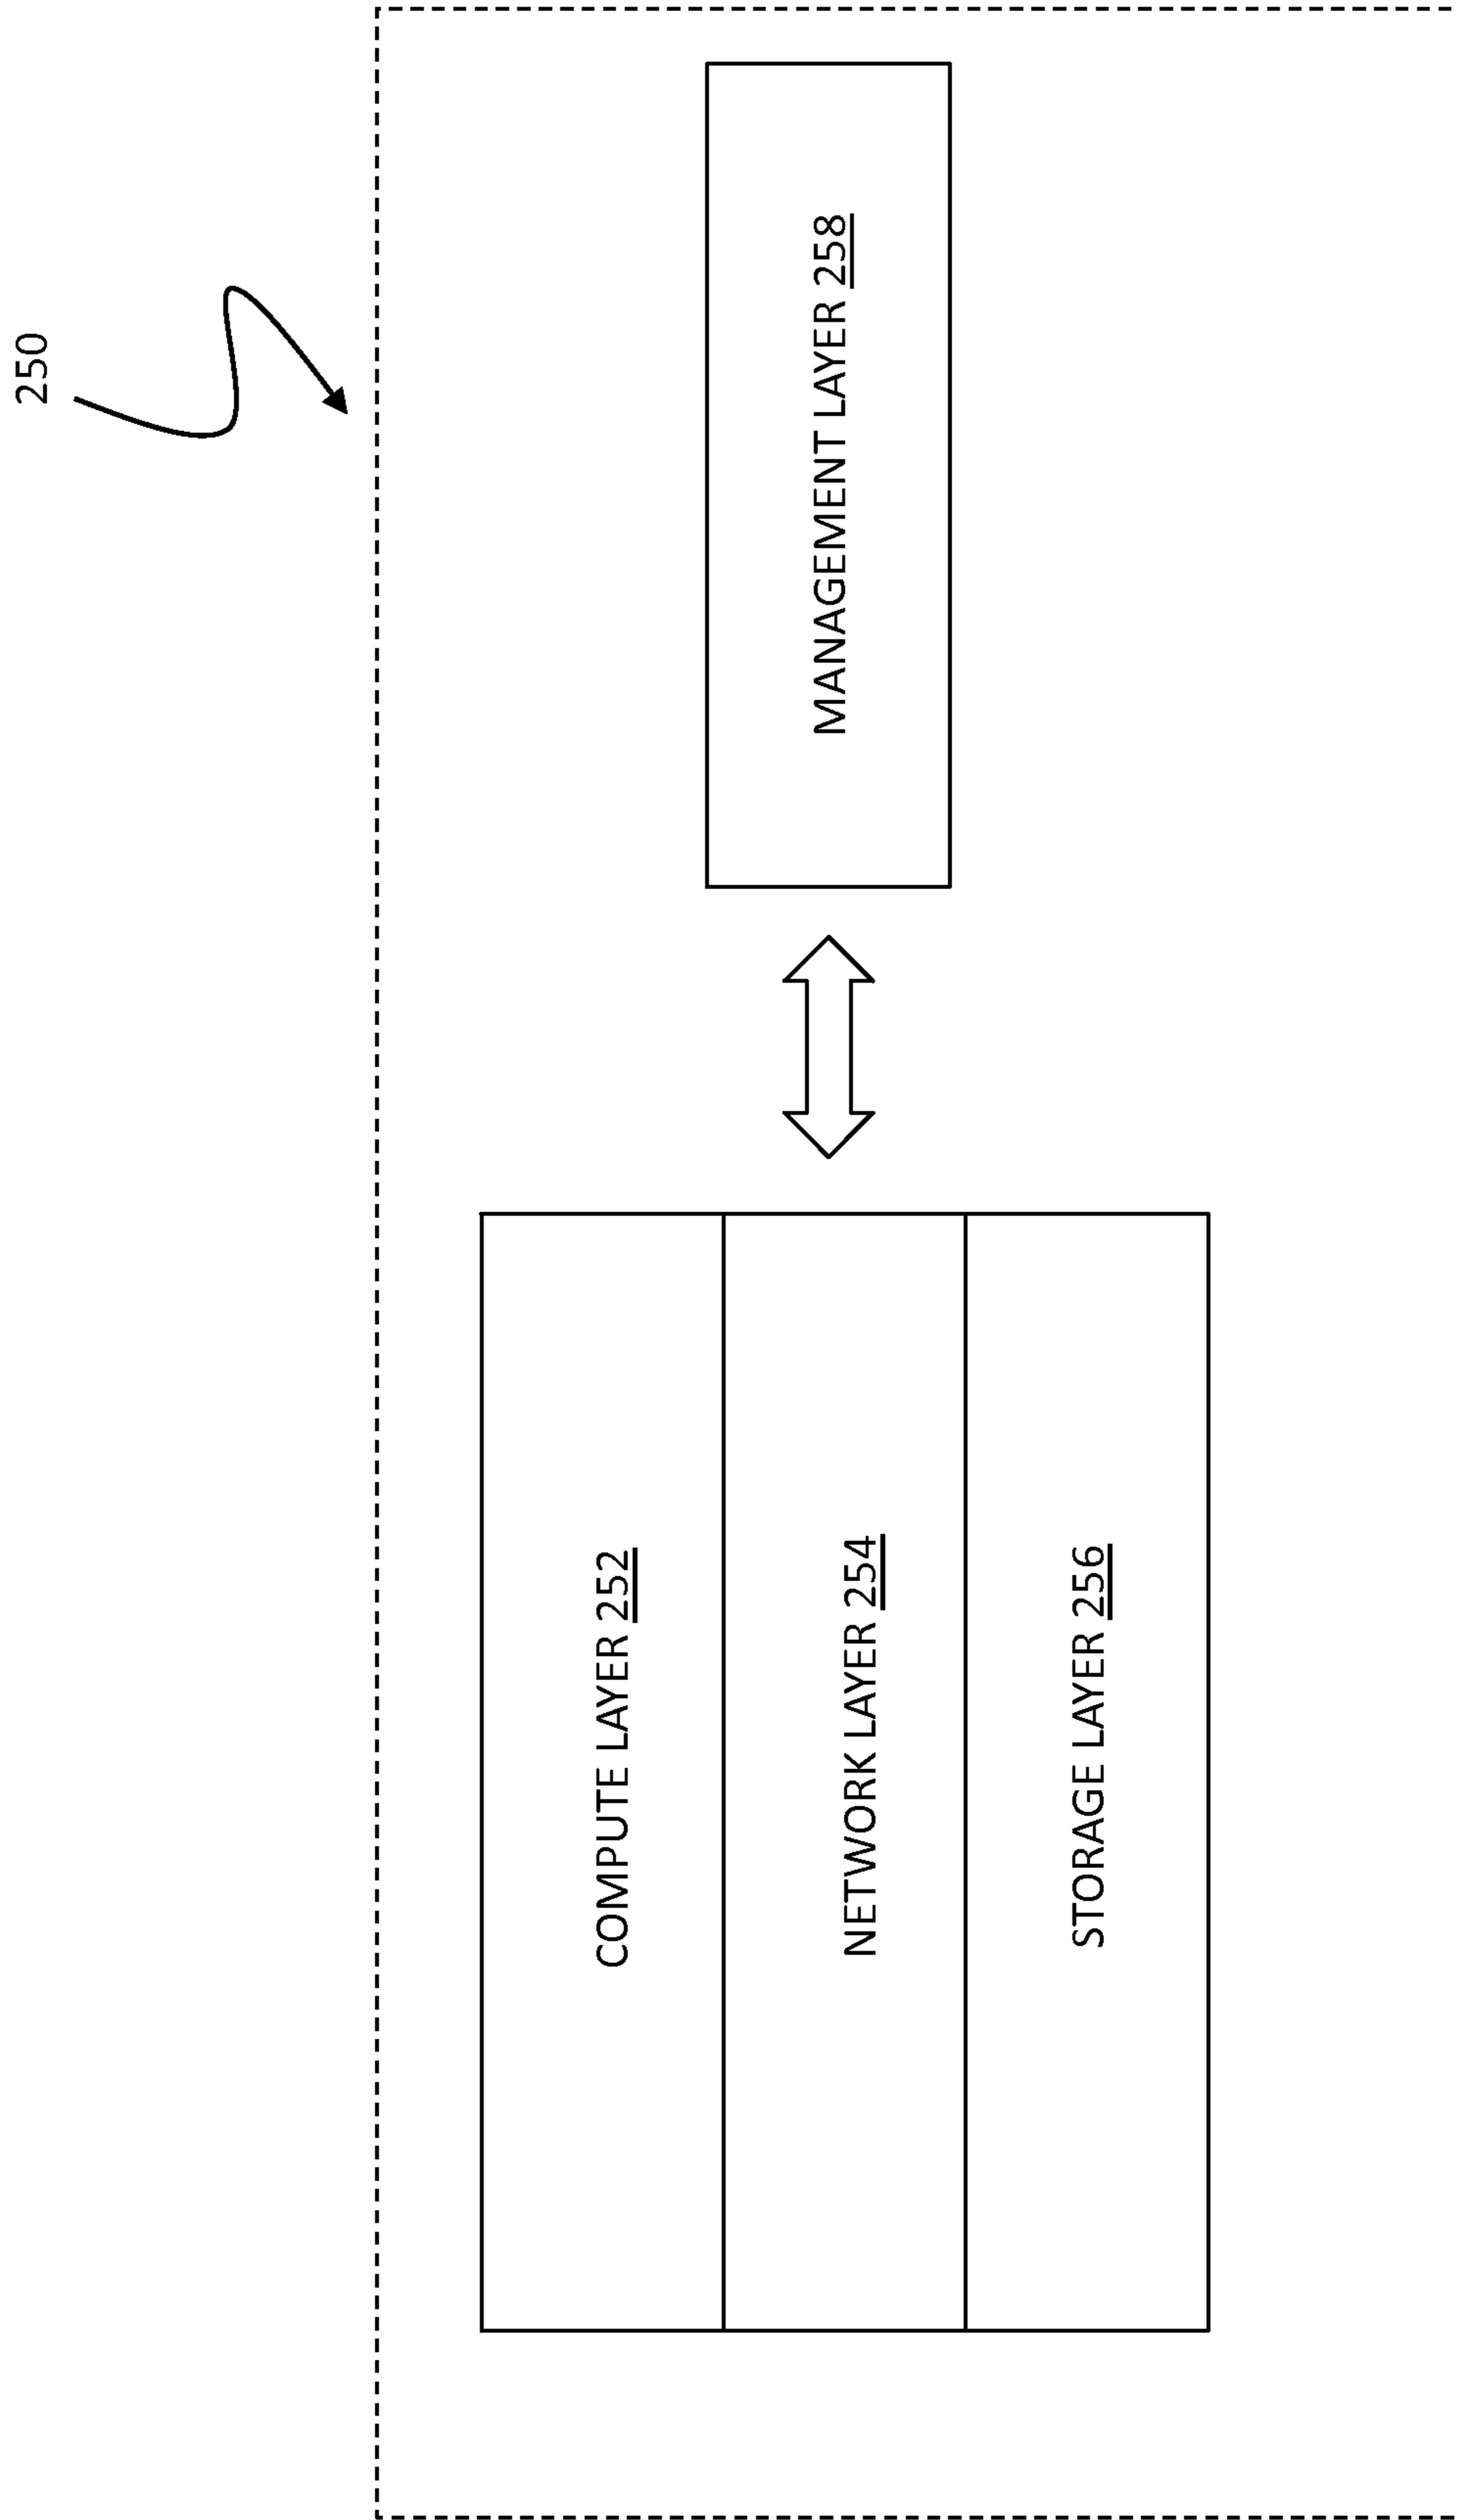 250
COMPUTE LAYER 252
NETWORK LAYER 254
STORAGE LAYER 256
MANAGEMENT LAYER 258